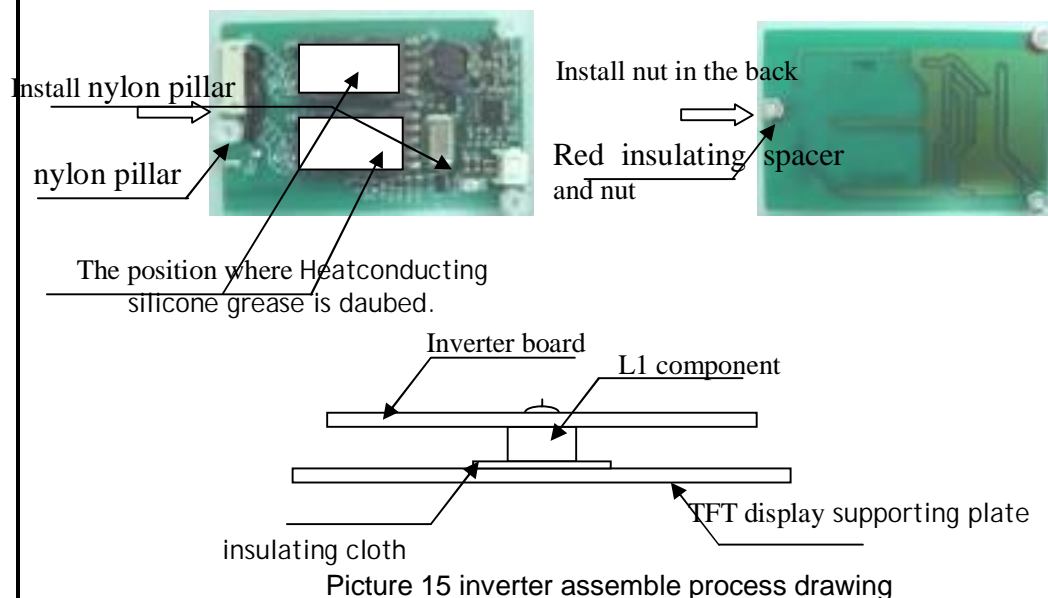 Install nylon pillar
nylon pillar
The position where Heatconducting
silicone grease is daubed.
Install nut in the back
Red insulating spacer
and nut
Inverter board
L1 component
TFT display supporting plate
insulating cloth
Picture 15 inverter assemble process drawing